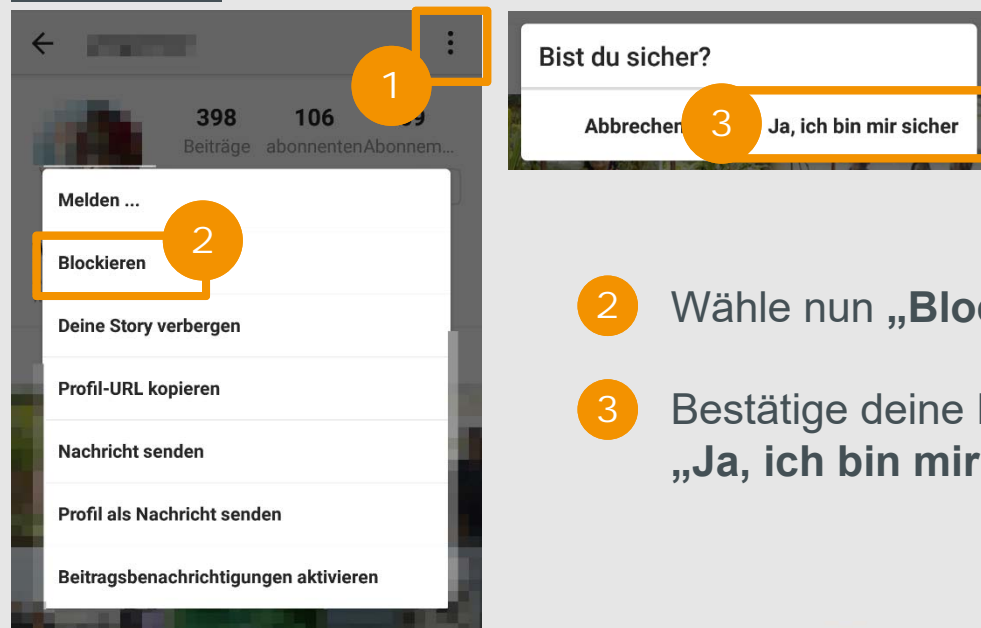 1
398 106
Beiträge abonnenten Abonnem...
Melden ...
2
Blockieren
Deine Story verbergen
Profil-URL kopieren
Nachricht senden
Profil als Nachricht senden
Beitragsbenachrichtigungen aktivieren
Bist du sicher?
Abbrechen 3 Ja, ich bin mir sicher
2 Wähle nun
3 Bestätige deine
„Ja, ich bin mir